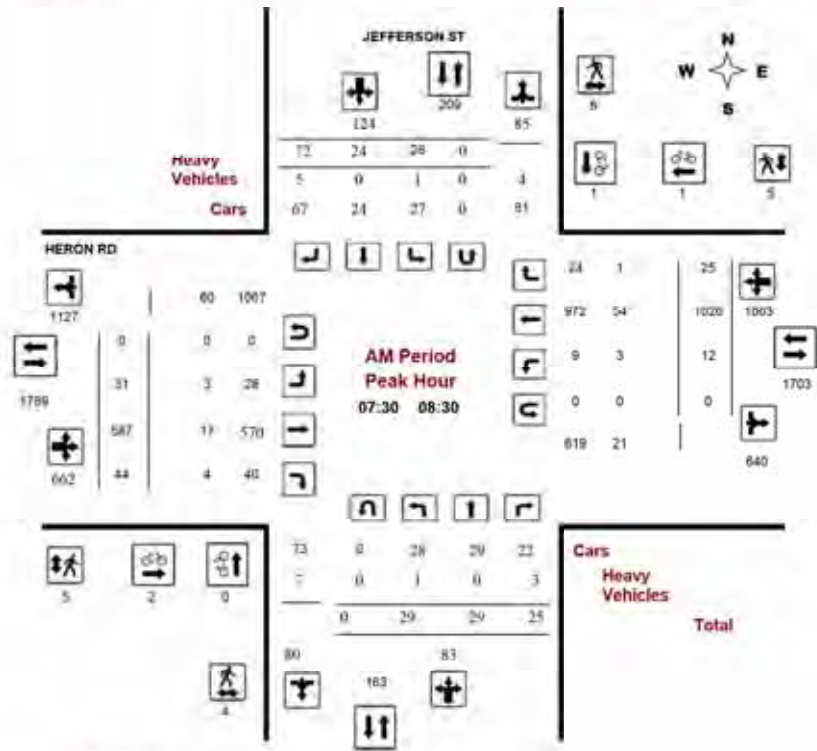 JEFFERSON ST
N
W E
S
209
6
124 85
72 24 28 0
Heavy
Vehicles 5 0 1 0 4
1 1 5
Cars 67 24 27 0 81
HERON RD
24 1 25
60 1067
1127
972 54 1026 1063
0 0 0
AM Period
9 3 12
Peak Hour
31 3 28
1703
1789
07:30 08:30
0 0 0
587 17 570
619 21
640
662 44 4 40
73 0 28 29 22 Cars
7 0 1 0 3 Heavy
Vehicles
5 2 0
0 29 29 25 Total
80 83
163
4